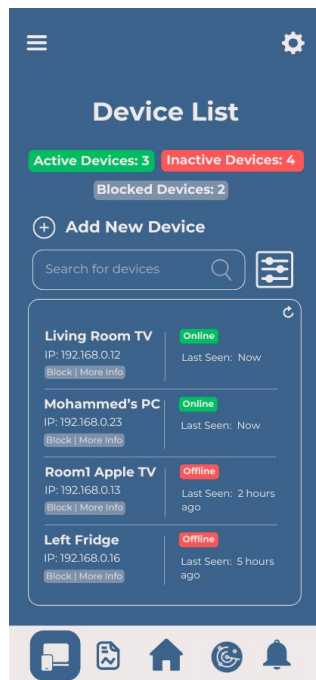 Device List
Active Devices: 3 Inactive Devices: 4
Blocked Devices: 2
Add New Device
Search for devices
Living Room TV Online
IP: 192.168.0.12 Last Seen: Now
Block | More Info
Mohammed's PC Online
IP: 192.168.0.23 Last Seen: Now
Block | More Info
Room1 Apple TV Offline
IP: 192.168.0.13 Last Seen: 2 hours
Block | More Info ago
Left Fridge Offline
IP: 192.168.0.16 Last Seen: 5 hours
Block | More Info ago